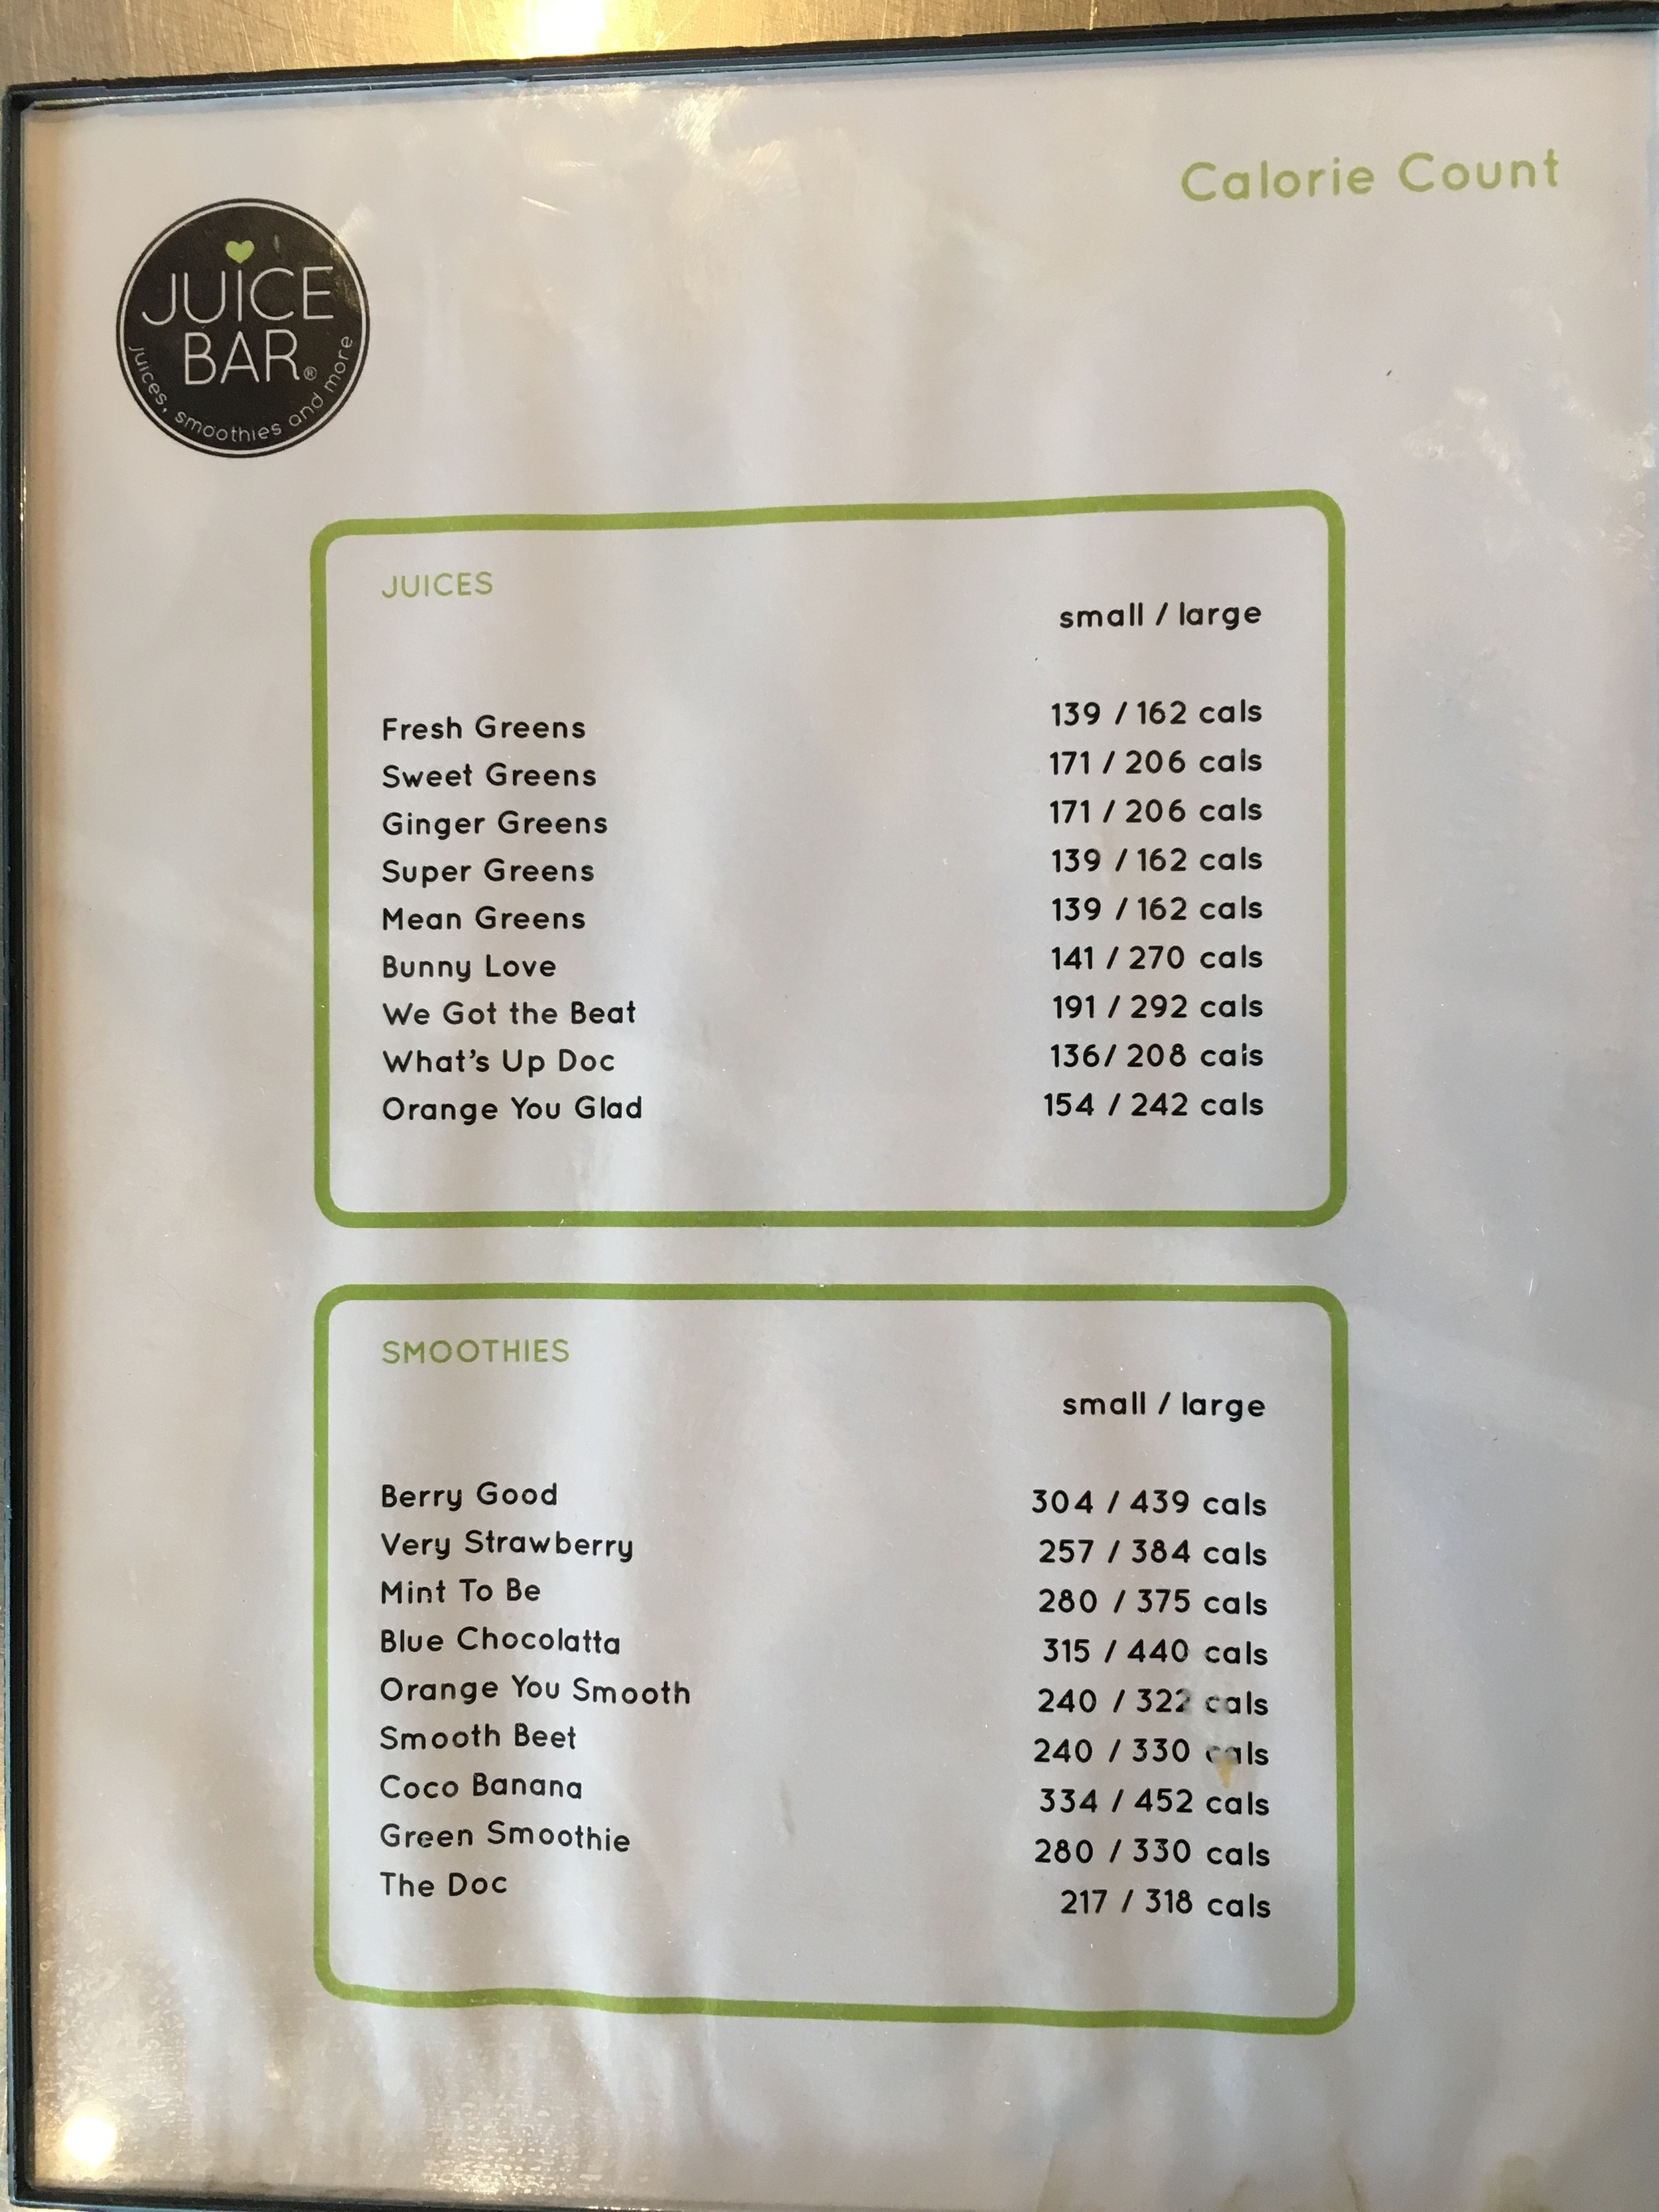 Calorie Count
JUICE
BAR®
juices, smoothies and more
JUICES
small / large
Fresh Greens 139 / 162 cals
Sweet Greens 171 / 206 cals
Ginger Greens 171 / 206 cals
Super Greens 139 / 162 cals
Mean Greens 139 / 162 cals
Bunny Love 141 / 270 cals
We Got the Beat 191 / 292 cals
What's Up Doc 136/ 208 cals
Orange You Glad 154 / 242 cals
SMOOTHIES
small / large
Berry Good 304 / 439 cals
Very Strawberry 257 / 384 cals
Mint To Be 280 / 375 cals
Blue Chocolatta 315 / 440 cals
Orange You Smooth 240 / 322 cals
Smooth Beet 240 / 330 cals
Coco Banana 334 / 452 cals
Green Smoothie 280 / 330 cals
The Doc 217 / 318 cals